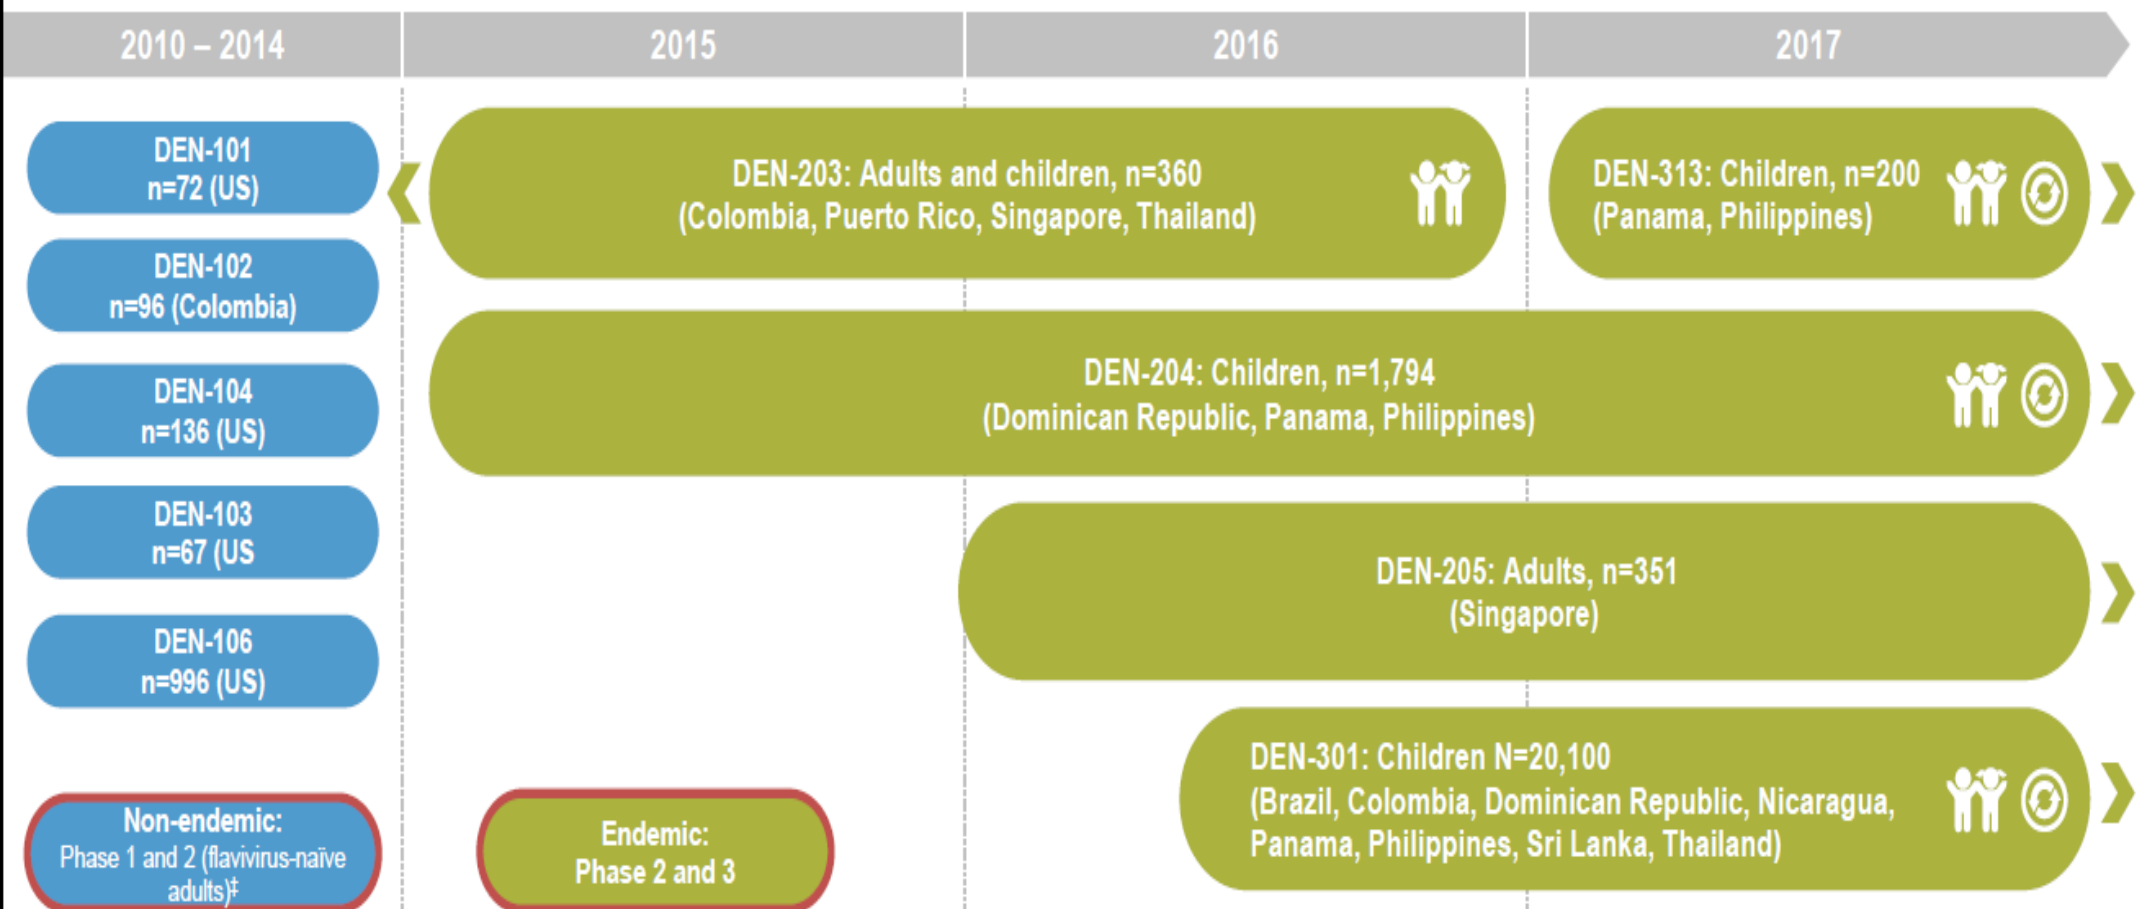 2010 – 2014
2015
2016
2017
DEN-101
n=72 (US)
DEN-102
n=96 (Colombia)
DEN-104
n=136 (US)
DEN-103
n=67 (US
DEN-106
n=996 (US)
Non-endemic:
Phase 1 and 2 (flavivirus-naïve
adults)‡
DEN-203: Adults and children, n=360
(Colombia, Puerto Rico, Singapore, Thailand)
DEN-313: Children, n=200
(Panama, Philippines)
DEN-204: Children, n=1,794
(Dominican Republic, Panama, Philippines)
DEN-205: Adults, n=351
(Singapore)
DEN-301: Children N=20,100
(Brazil, Colombia, Dominican Republic, Nicaragua,
Panama, Philippines, Sri Lanka, Thailand)
Endemic:
Phase 2 and 3